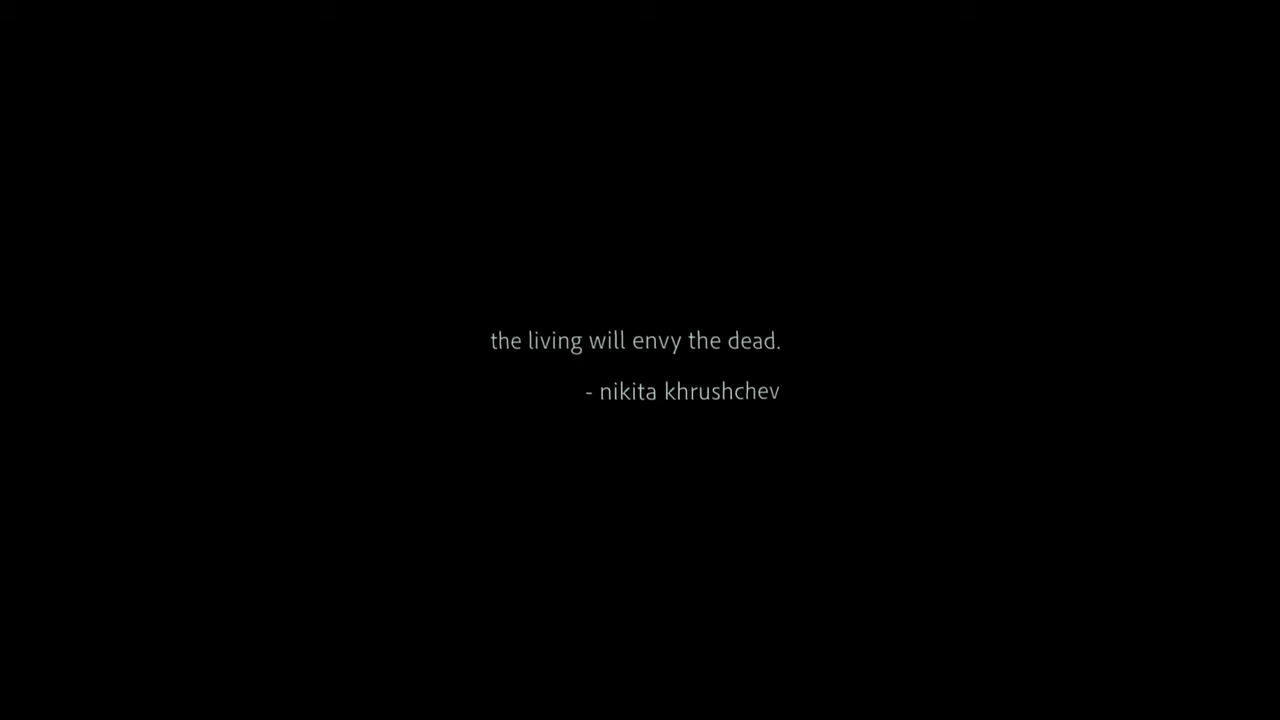 the living will envy the dead.
- nikita khrushchev